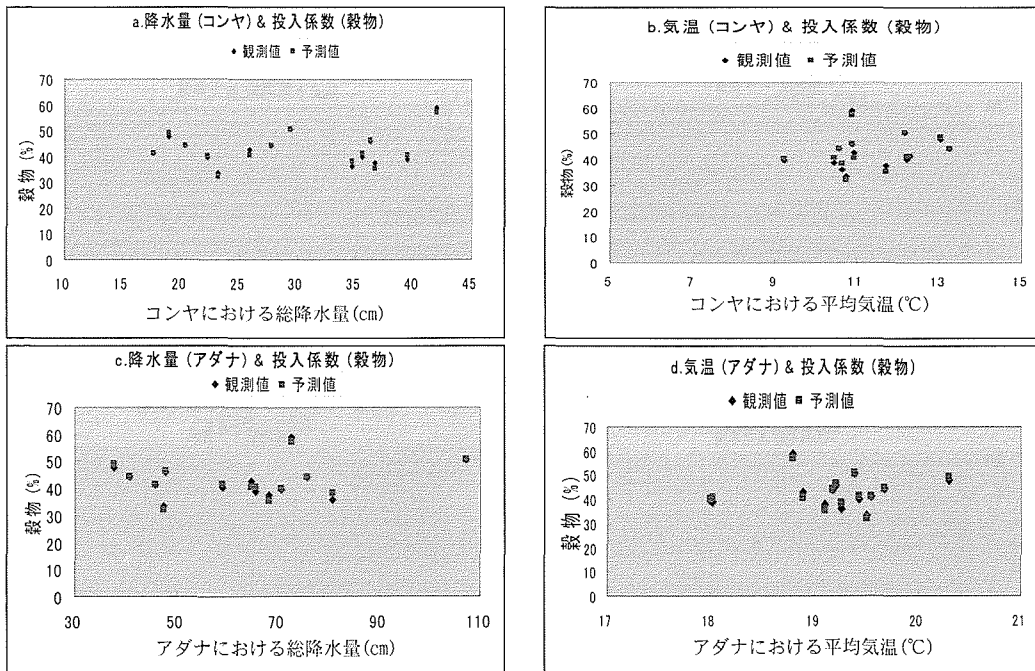 a.降水量(コンヤ) & 投入係数(穀物)
◆ 観測値 ▫ 予測値
穀物 (%)
70
60
50
40
30
20
10
0
10 15 20 25 30 35 40 45
コンヤにおける総降水量(cm)
b.気温 (コンヤ) & 投入係数 (穀物)
◆ 観測値 ▪ 予測値
穀物(%)
70
60
50
40
30
20
10
0
5 7 9 11 13 15
コンヤにおける平均気温(℃)
c.降水量(アダナ) & 投入係数(穀物)
◆ 観測値 ▪ 予測値
穀物 (%)
70
60
50
40
30
20
10
0
30 50 70 90 110
アダナにおける総降水量(cm)
d.気温 (アダナ) & 投入係数 (穀物)
◆ 観測値 ▪ 予測値
穀物 (%)
70
60
50
40
30
20
10
0
17 18 19 20 21
アダナにおける平均気温(℃)